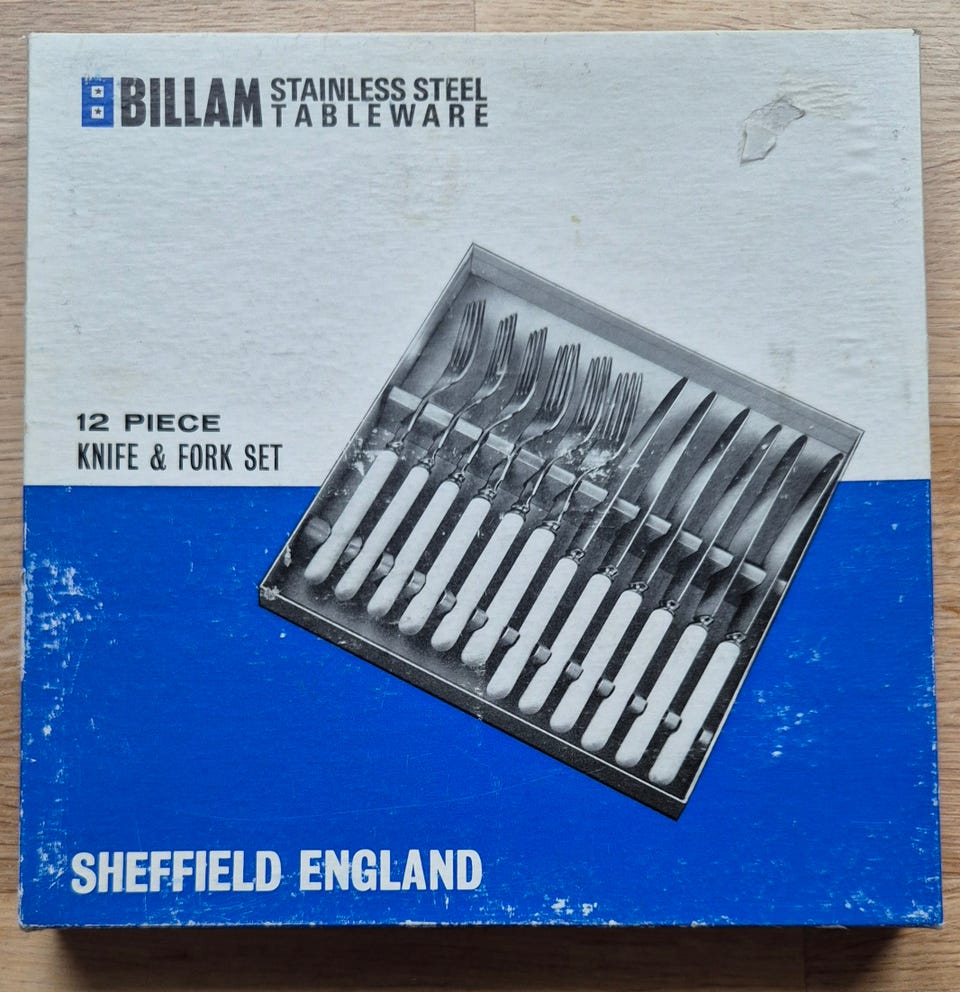 BILLAM STAINLESS STEEL
TABLEWARE
12 PIECE
KNIFE & FORK SET
SHEFFIELD ENGLAND